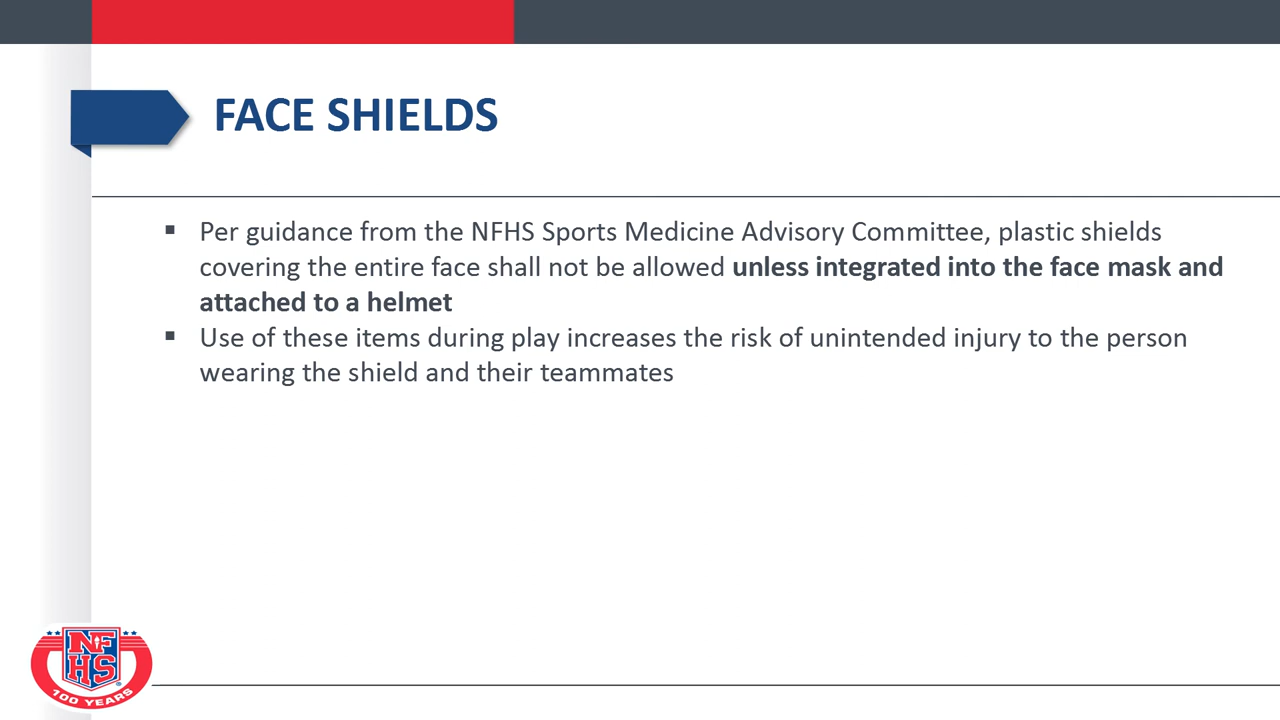 FACE SHIELDS
▪ Per guidance from the NFHS Sports Medicine Advisory Committee, plastic shields
covering the entire face shall not be allowed unless integrated into the face mask and
attached to a helmet
▪ Use of these items during play increases the risk of unintended injury to the person
wearing the shield and their teammates
NF
HS
®
100 YEARS